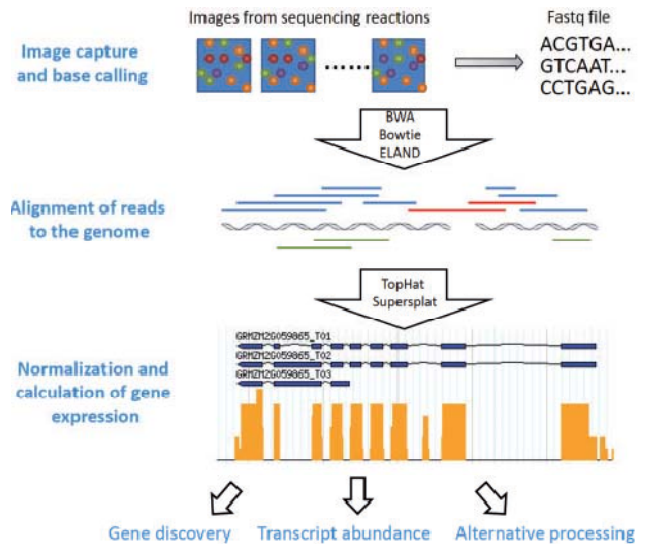 Images from sequencing reactions
Fastq file
Image capture
and base calling
ACGTGA...
GTCAAT...
CCTGAG...
BWA
Bowtie
ELAND
Alignment of reads
to the genome
TopHat
Supersplat
GRMZM2G059865_T01
GRMZM2G059865_T02
GRMZM2G059865_T03
Normalization and
calculation of gene
expression
Gene discovery
Transcript abundance
Alternative processing